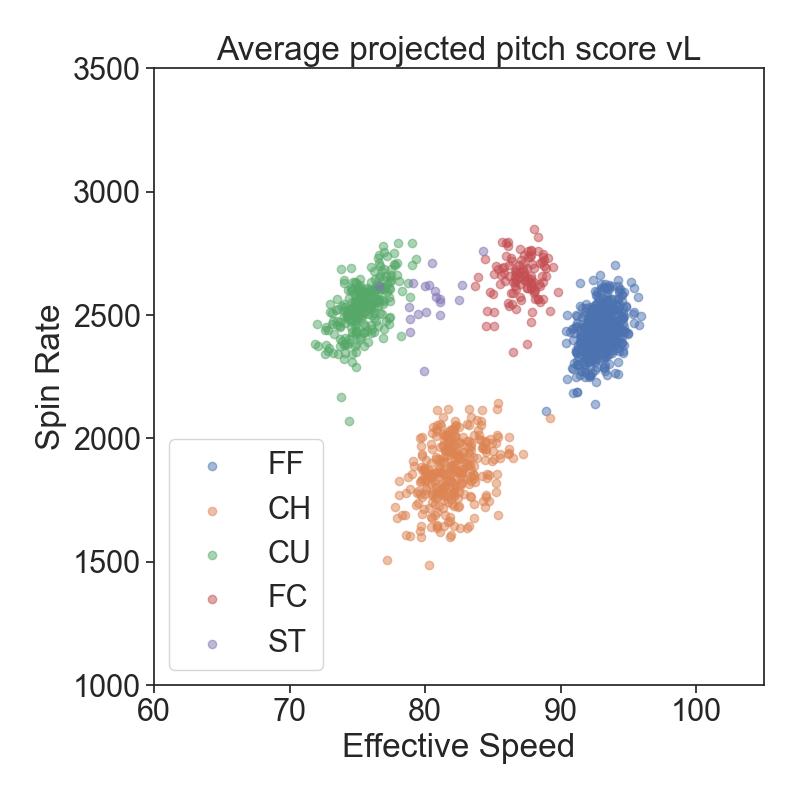 Average projected pitch score vL
3500
3000
2500
2000
1500
1000
Spin Rate
FF
CH
CU
FC
ST
60 70 80 90 100
Effective Speed